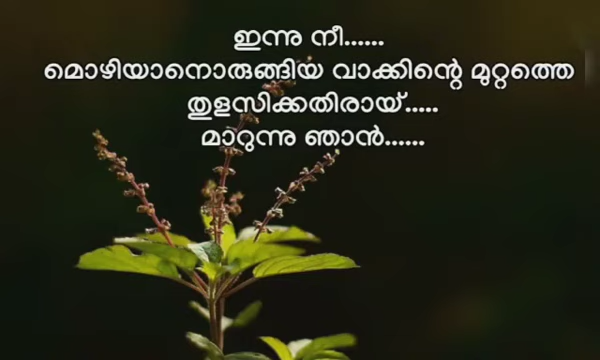 ഇന്നു നീ......
മൊഴിയാനൊരുങ്ങിയ വാക്കിന്റെ മുറ്റത്തെ
തുളസിക്കതിരായ്.....
മാറുന്നു ഞാൻ......